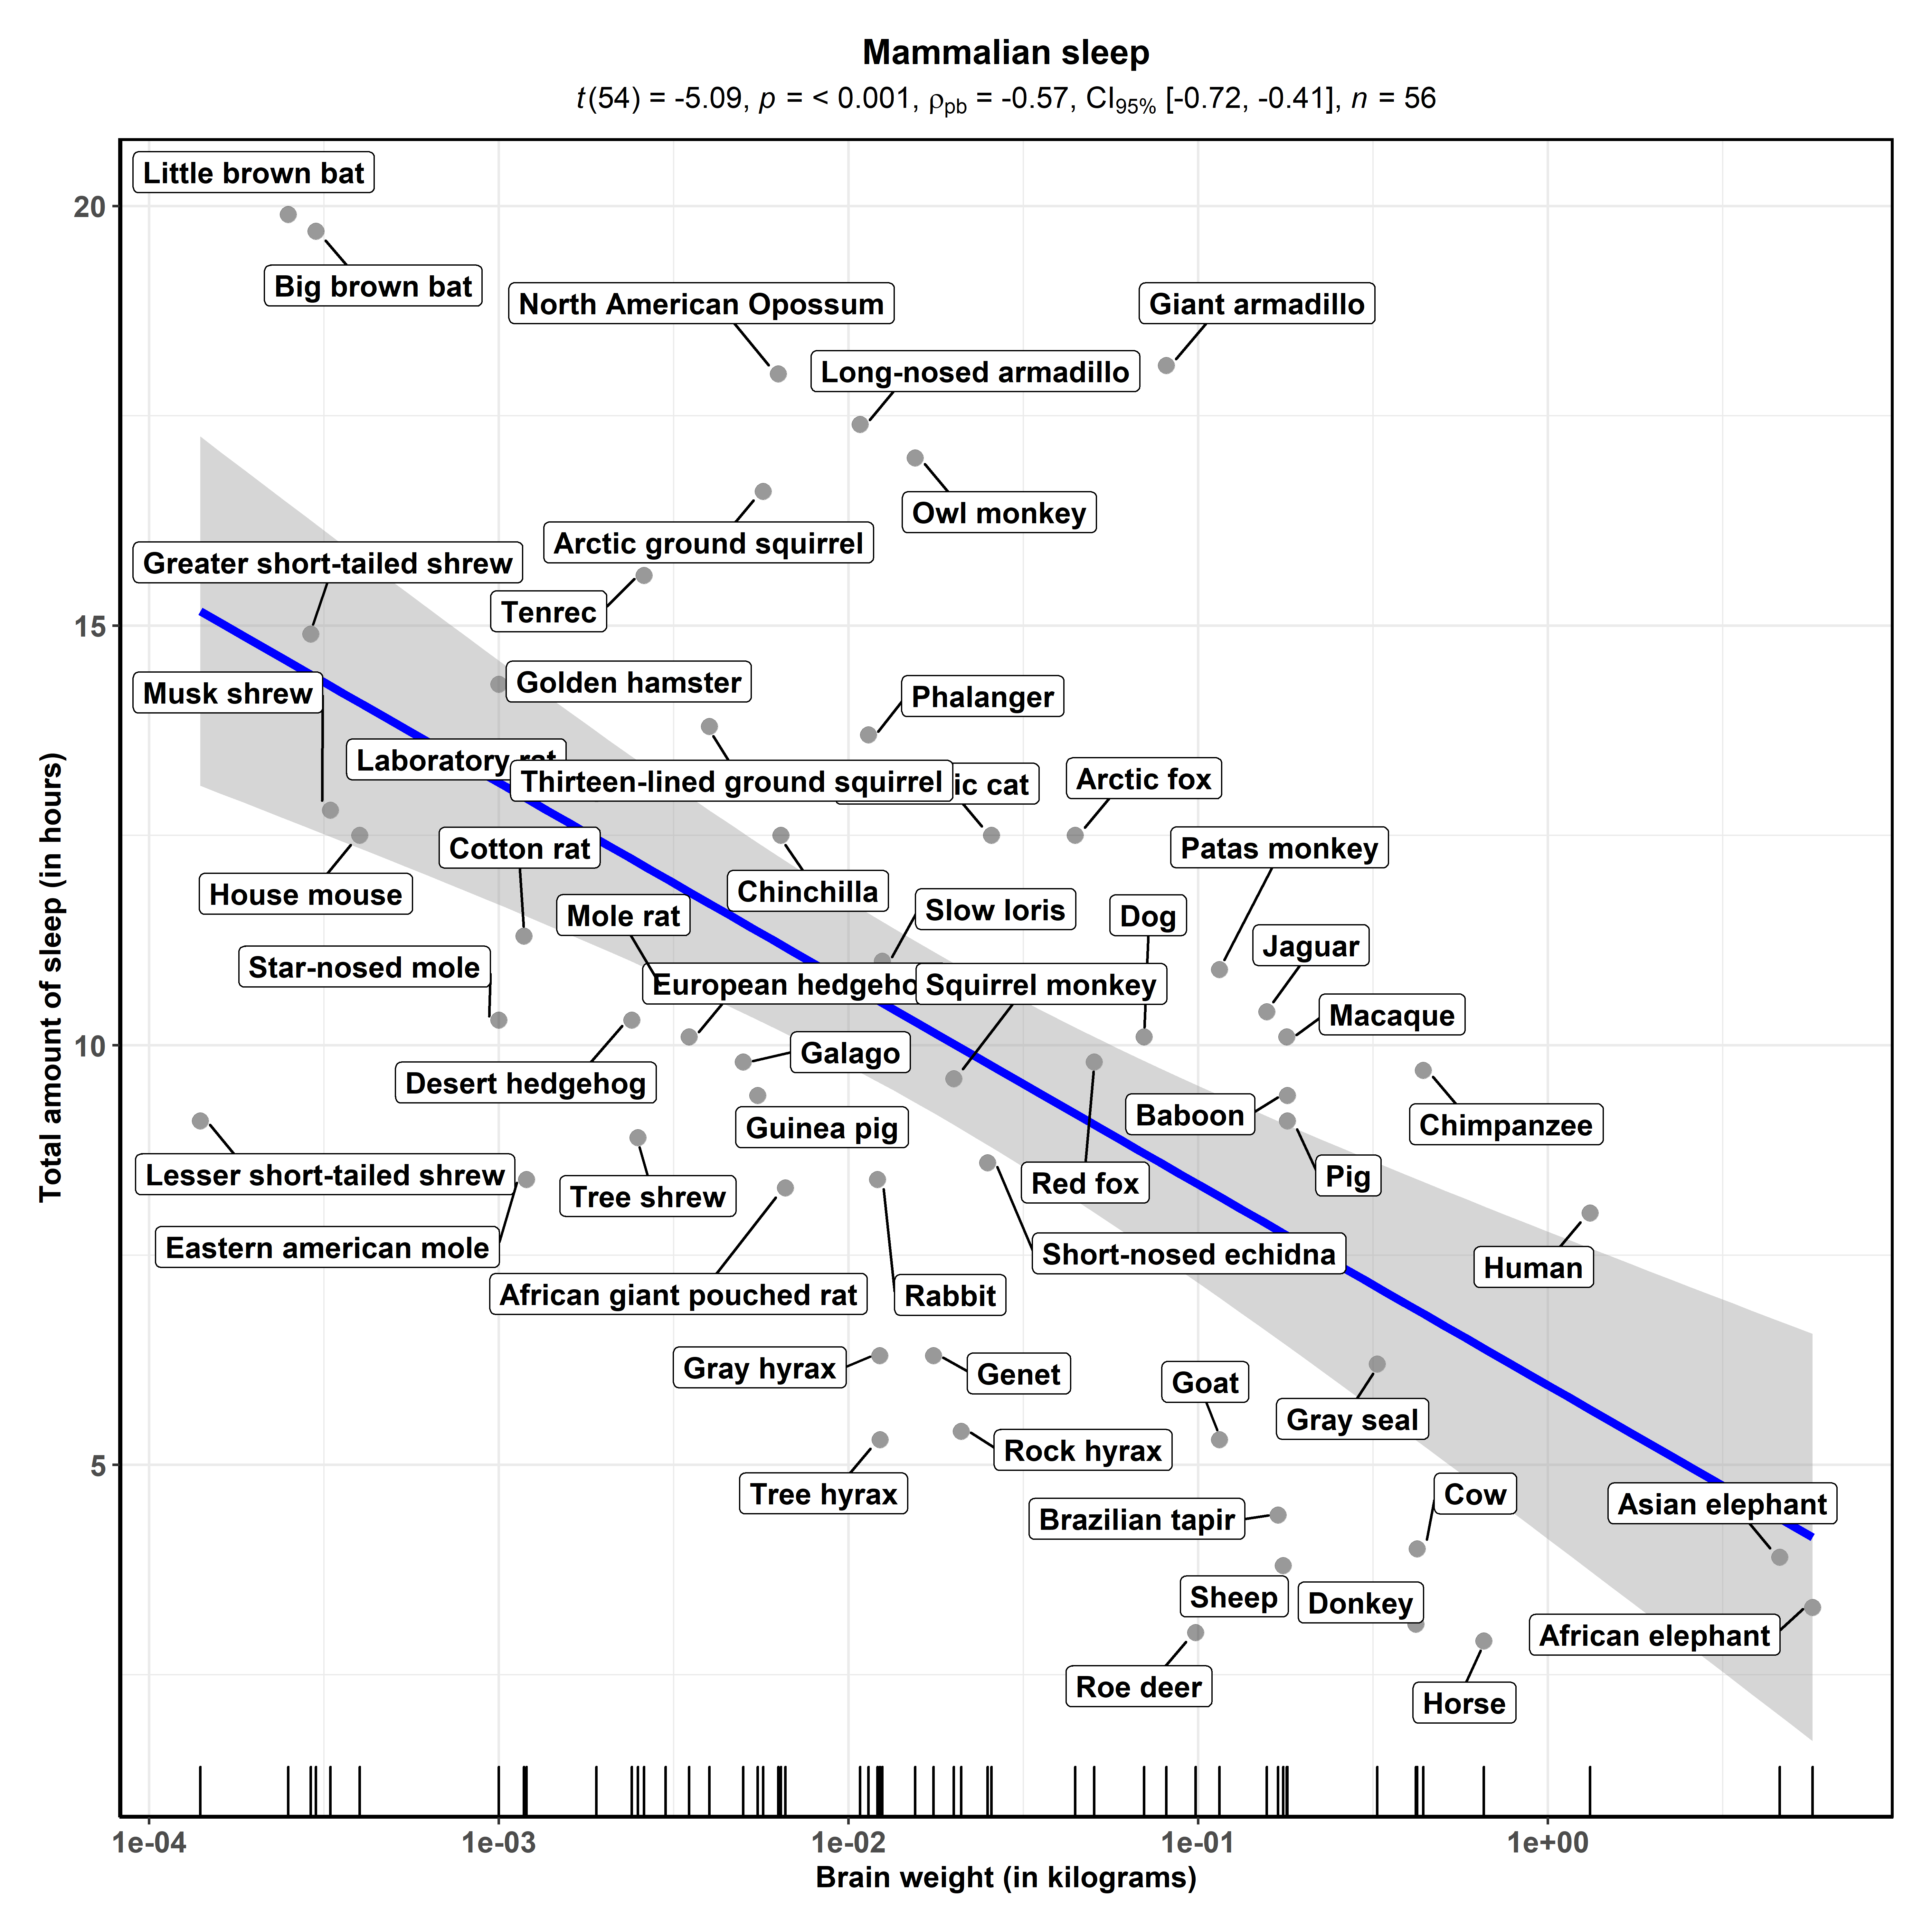 Mammalian sleep
t(54) = -5.09, p = < 0.001, ρpb = -0.57, CI95% [-0.72, -0.41], n = 56
Little brown bat
Big brown bat
North American Opossum
Giant armadillo
Long-nosed armadillo
Owl monkey
Arctic ground squirrel
Greater short-tailed shrew
Tenrec
Golden hamster
Musk shrew
Phalanger
Laboratory rat
Thirteen-lined ground squirrel
ic cat
Arctic fox
Cotton rat
Patas monkey
House mouse
Chinchilla
Mole rat
Slow loris
Dog
Jaguar
Star-nosed mole
European hedgeho
Squirrel monkey
Macaque
Galago
Desert hedgehog
Baboon
Chimpanzee
Guinea pig
Lesser short-tailed shrew
Pig
Red fox
Tree shrew
Eastern american mole
Short-nosed echidna
Human
African giant pouched rat
Rabbit
Gray hyrax
Genet
Goat
Gray seal
Rock hyrax
Tree hyrax
Cow
Asian elephant
Brazilian tapir
Sheep
Donkey
African elephant
Roe deer
Horse
20
15
10
5
Total amount of sleep (in hours)
1e-04
1e-03
1e-02
1e-01
1e+00
Brain weight (in kilograms)